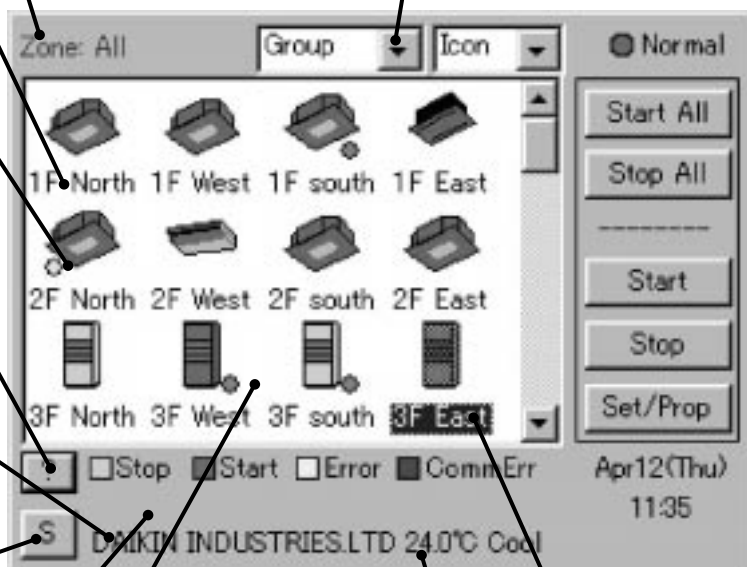 Zone: All Group Icon Normal
Start All
1F North 1F West 1F south 1F East
Stop All
--------
2F North 2F West 2F south 2F East
Start
Stop
3F North 3F West 3F south 3F East
Set/Prop
? Stop Start Error CommErr Apr12(Thu)
11:35
S DAIKIN INDUSTRIES.LTD 24.0°C Cool